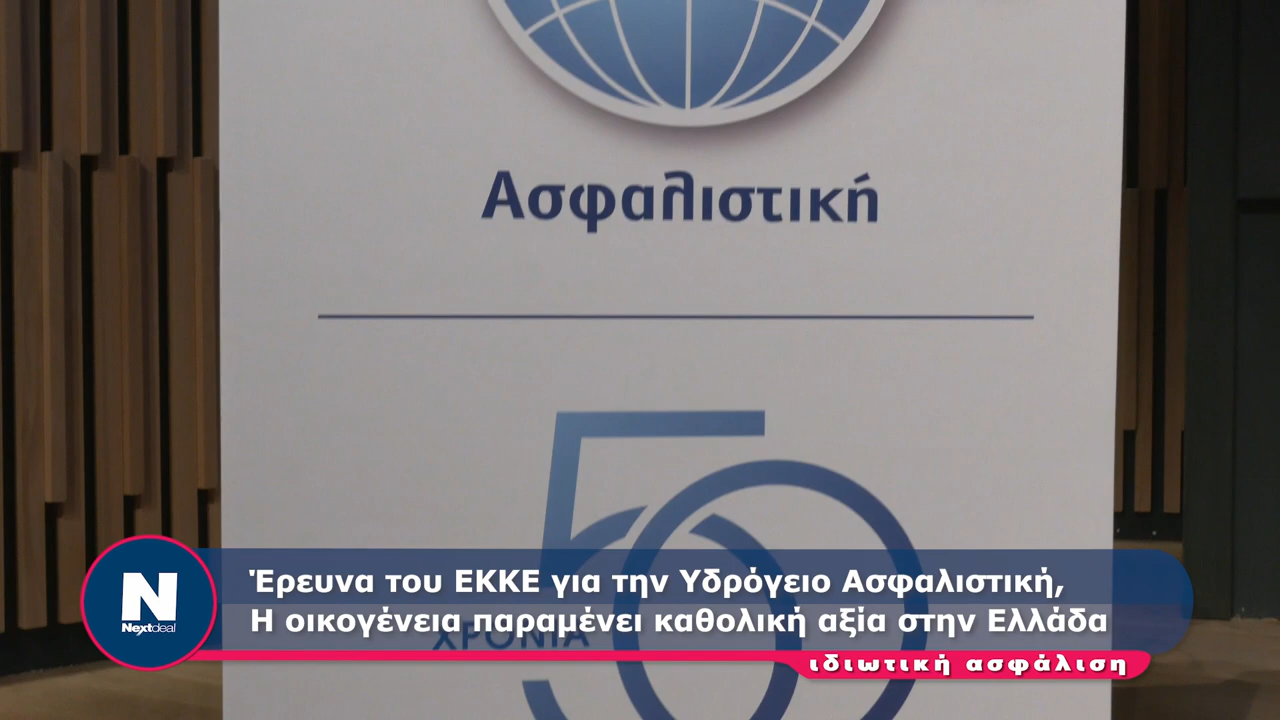 Ασφαλιστική
50
ΧΡΟΝΙΑ
N
Nextdeal
Έρευνα του ΕΚΚΕ για την Υδρόγειο Ασφαλιστική,
Η οικογένεια παραμένει καθολική αξία στην Ελλάδα
ιδιωτική ασφάλιση